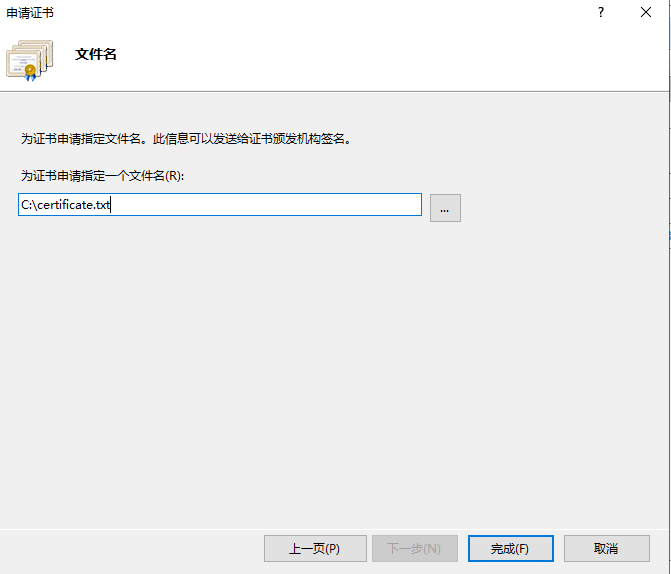 申请证书
文件名
为证书申请指定文件名。此信息可以发送给证书颁发机构签名。
为证书申请指定一个文件名(R):
C:\certificate.txt
...
上一页(P) 下一步(N) 完成(F) 取消